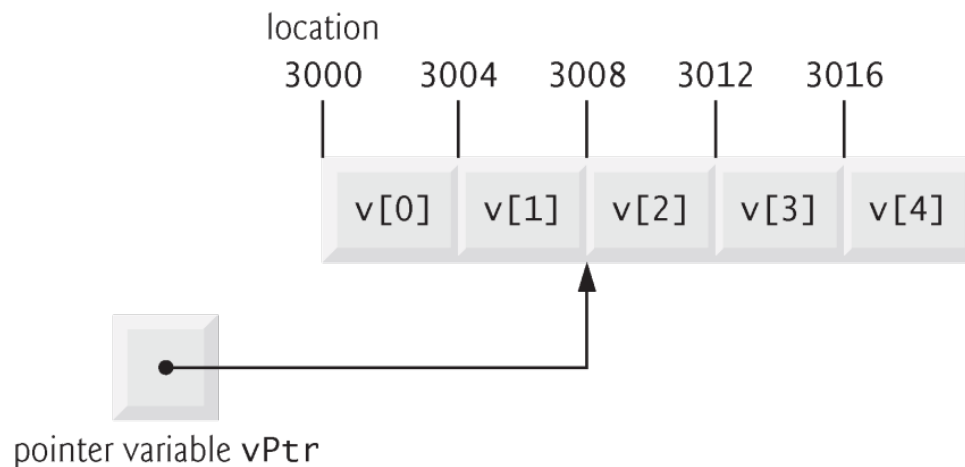 location
3000 3004 3008 3012 3016
v[0] v[1] v[2] v[3] v[4]
pointer variable vPtr